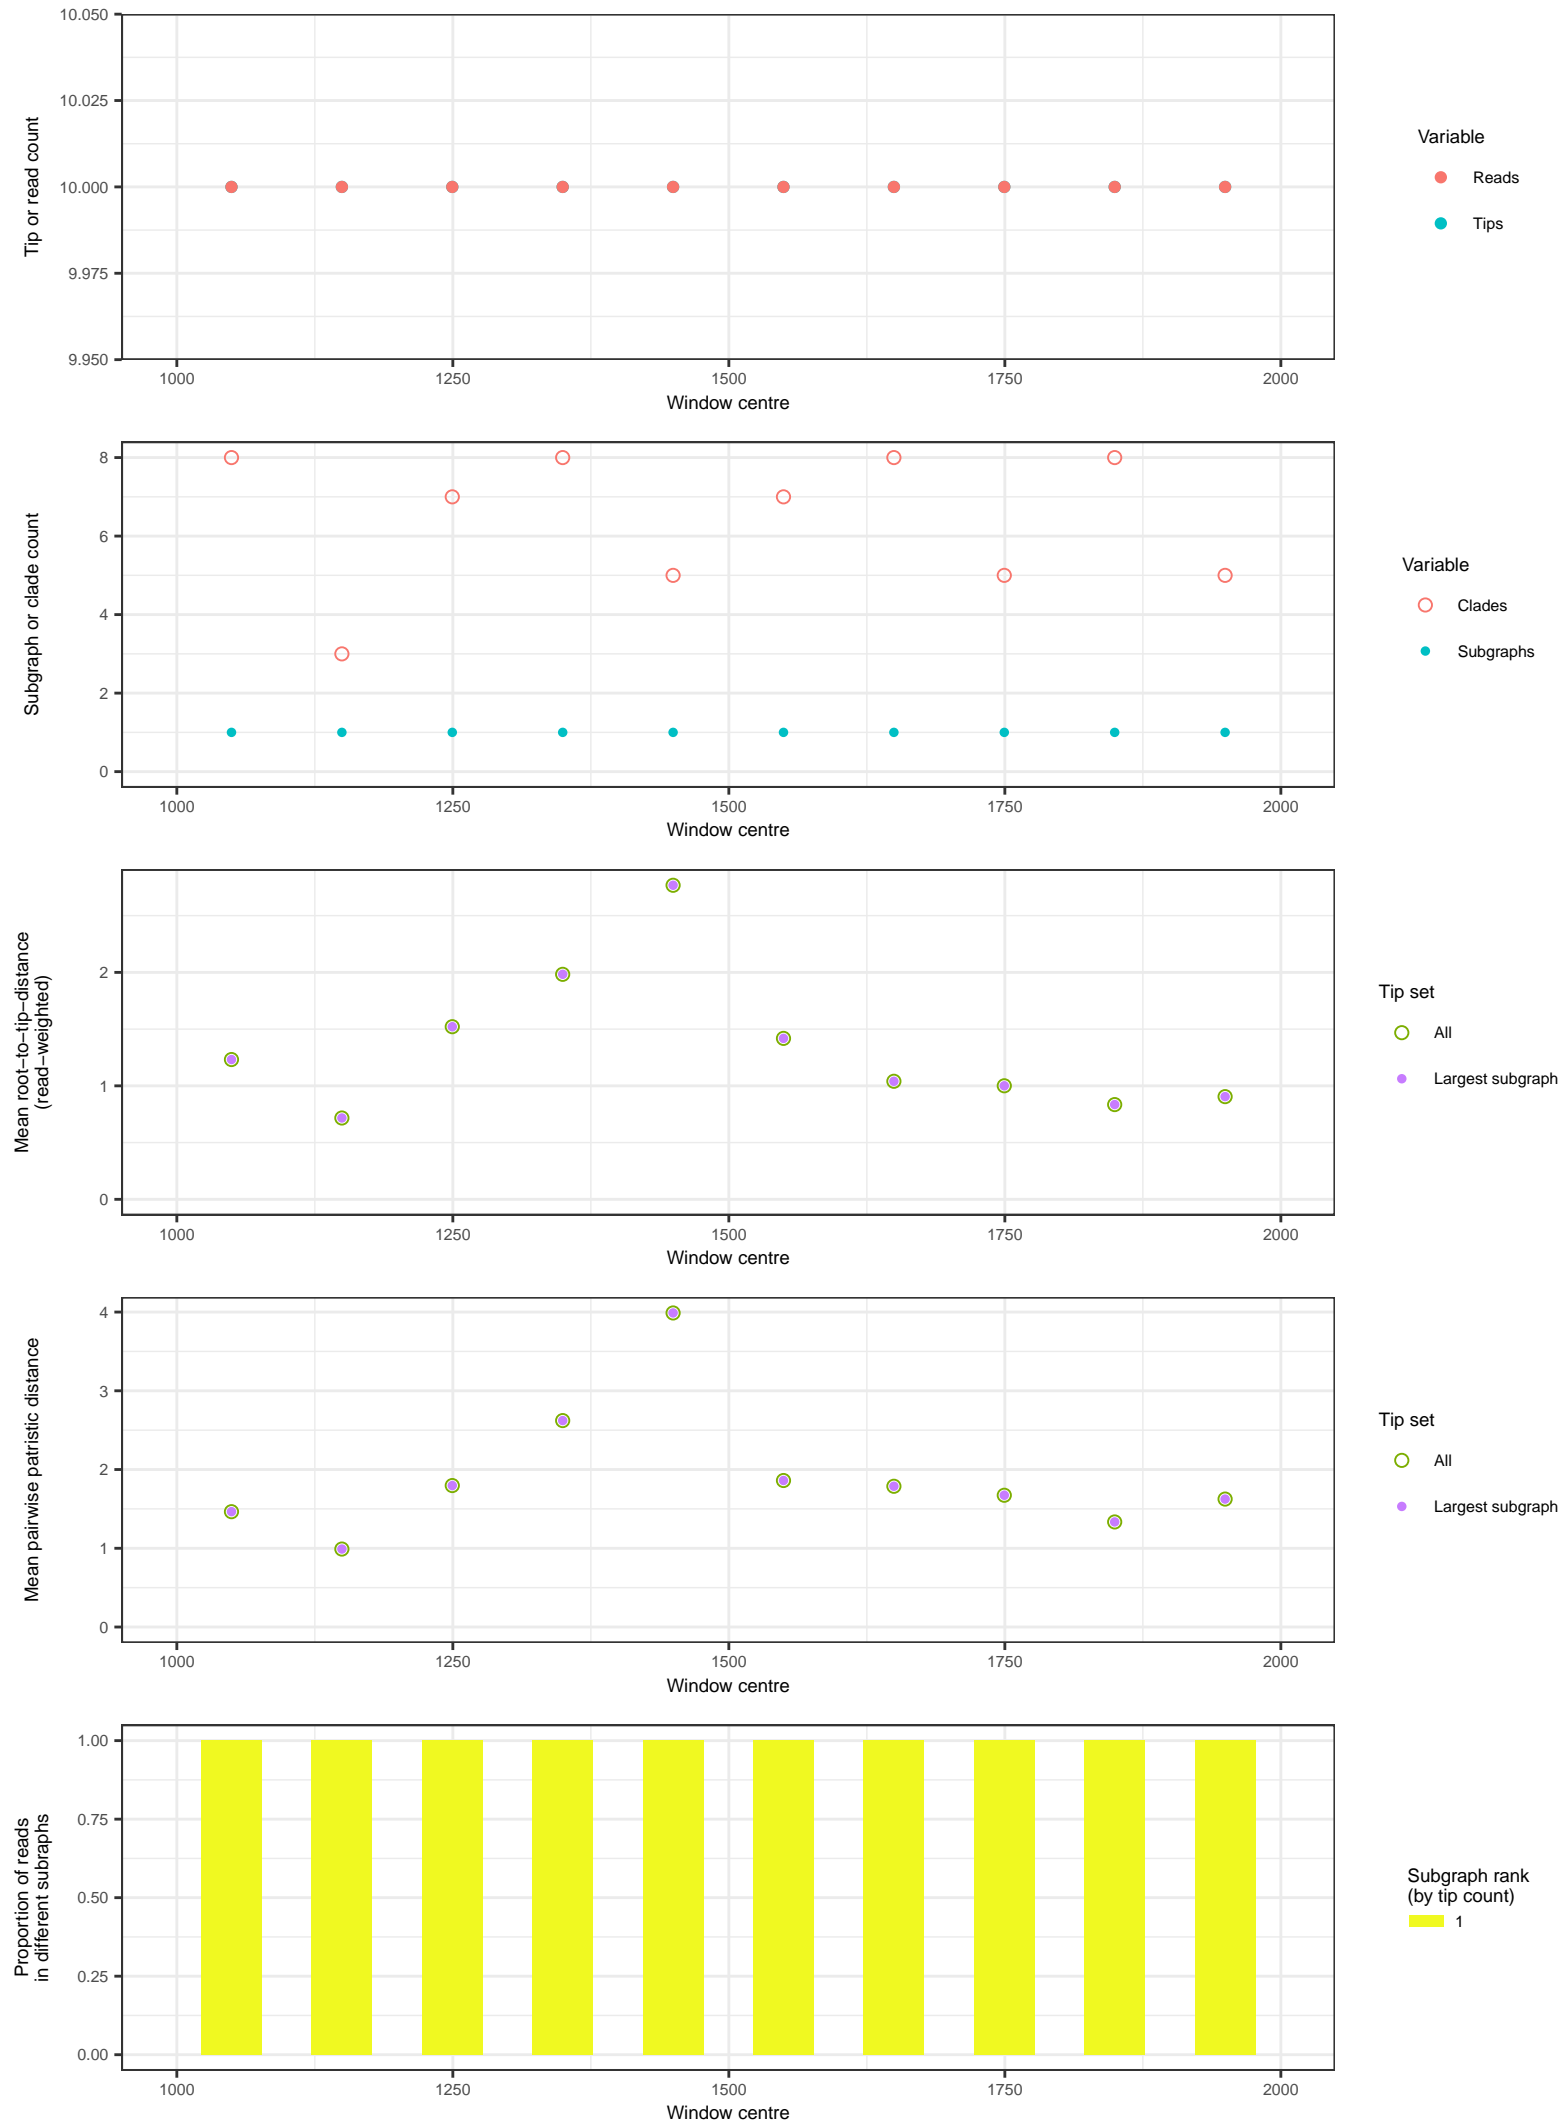 10.050
10.025
10.000
9.975
9.950
Tip or read count
1000 1250 1500 1750 2000
Window centre
Variable
Reads
Tips
8
6
4
2
0
Subgraph or clade count
1000 1250 1500 1750 2000
Window centre
Variable
Clades
Subgraphs
2
1
0
Mean root−to−tip−distance
(read−weighted)
1000 1250 1500 1750 2000
Window centre
Tip set
All
Largest subgraph
4
3
2
1
0
Mean pairwise patristic distance
1000 1250 1500 1750 2000
Window centre
Tip set
All
Largest subgraph
1.00
0.75
0.50
0.25
0.00
Proportion of reads
in different subraphs
1000 1250 1500 1750 2000
Window centre
Subgraph rank
(by tip count)
1